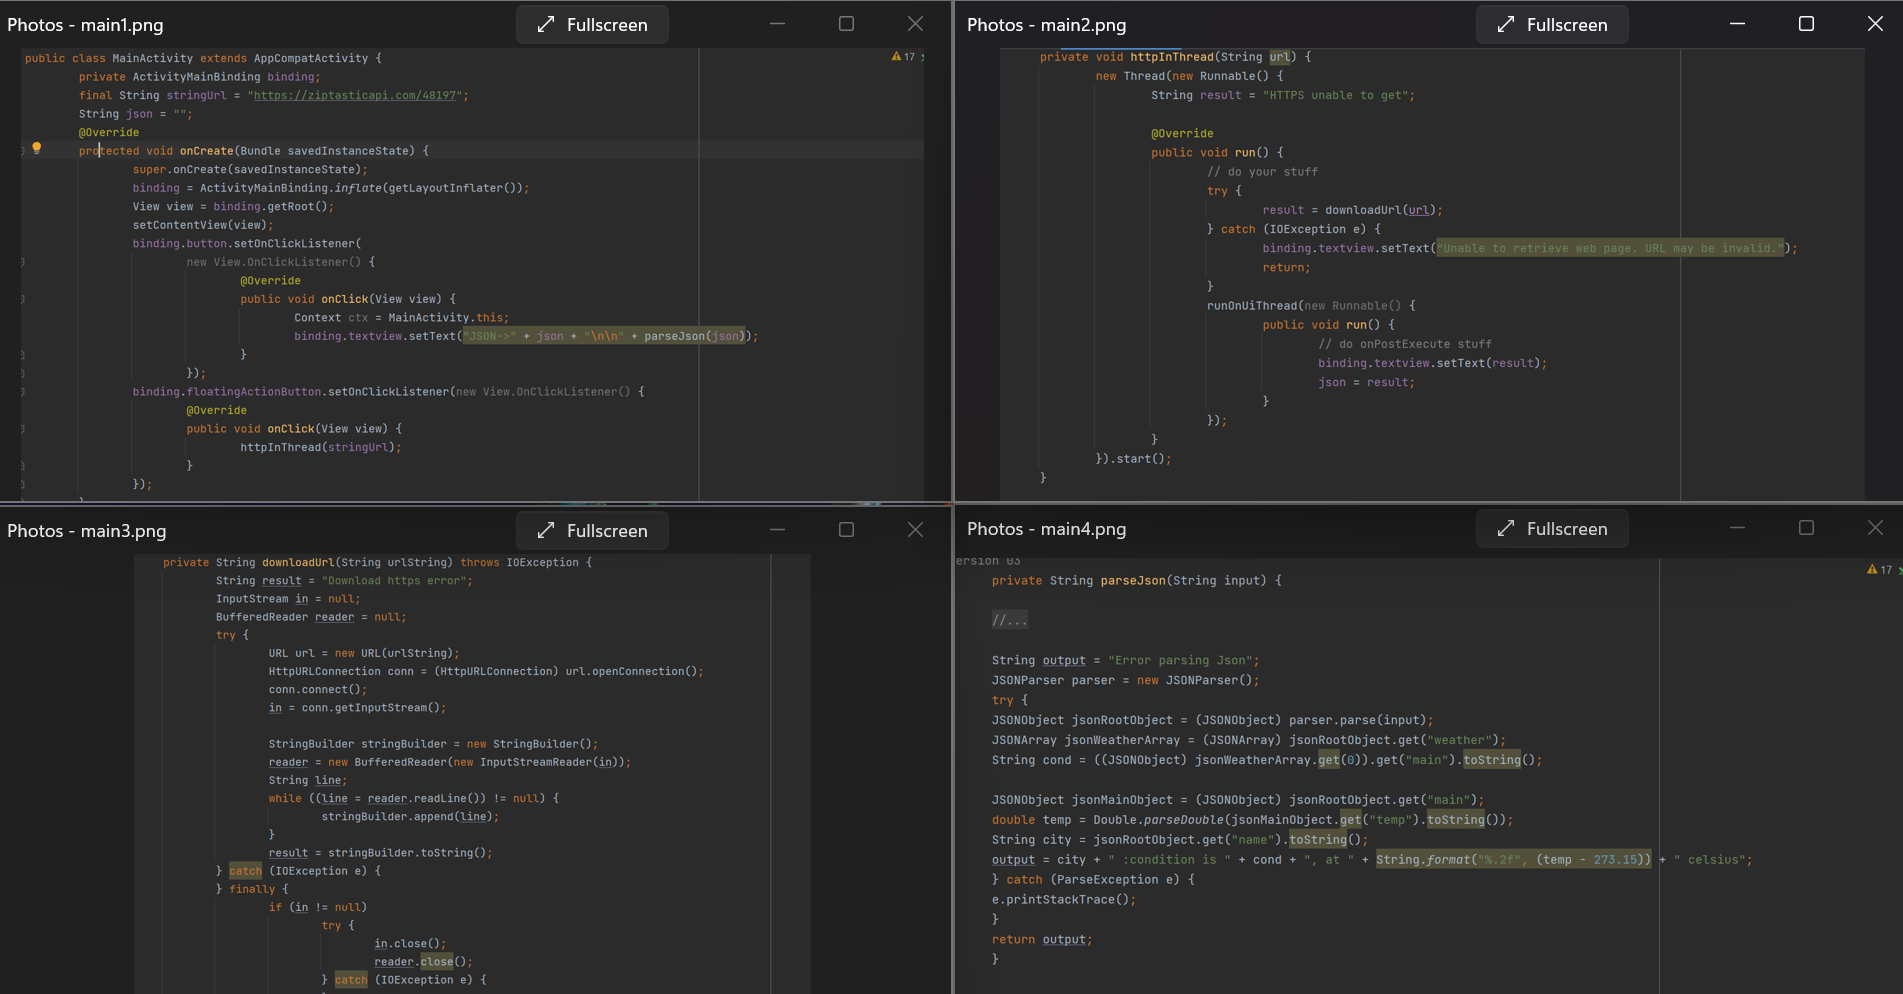 Photos - main1.png
Fullscreen
public class MainActivity extends AppCompatActivity {
17
private ActivityMainBinding binding;
final String stringUrl = "https://ziptasticapi.com/48197";
String json = "";
@Override
protected void onCreate(Bundle savedInstanceState) {
super.onCreate(savedInstanceState);
binding = ActivityMainBinding.inflate(getLayoutInflater());
View view = binding.getRoot();
setContentView(view);
binding.button.setOnClickListener(
new View.OnClickListener() {
@Override
public void onClick(View view) {
Context ctx = MainActivity.this;
binding.textview.setText("JSON->" + json + "\n\n" + parseJson(json));
}
});
binding.floatingActionButton.setOnClickListener(new View.OnClickListener() {
@Override
public void onClick(View view) {
httpInThread(stringUrl);
}
});
Photos - main2.png
Fullscreen
private void httpInThread(String url) {
new Thread(new Runnable() {
String result = "HTTPS unable to get";
@Override
public void run() {
// do your stuff
try {
result = downloadUrl(url);
} catch (IOException e) {
binding.textview.setText("Unable to retrieve web page. URL may be invalid.");
return;
}
runOnUiThread(new Runnable() {
public void run() {
// do onPostExecute stuff
binding.textview.setText(result);
json = result;
}
});
}
}).start();
}
Photos - main3.png
Fullscreen
private String downloadUrl(String urlString) throws IOException {
String result = "Download https error";
InputStream in = null;
BufferedReader reader = null;
try {
URL url = new URL(urlString);
HttpURLConnection conn = (HttpURLConnection) url.openConnection();
conn.connect();
in = conn.getInputStream();
StringBuilder stringBuilder = new StringBuilder();
reader = new BufferedReader(new InputStreamReader(in));
String line;
while ((line = reader.readLine()) != null) {
stringBuilder.append(line);
}
result = stringBuilder.toString();
} catch (IOException e) {
} finally {
if (in != null)
try {
in.close();
reader.close();
} catch (IOException e) {
Photos - main4.png
Fullscreen
ersion 03
17
private String parseJson(String input) {
//...
String output = "Error parsing Json";
JSONParser parser = new JSONParser();
try {
JSONObject jsonRootObject = (JSONObject) parser.parse(input);
JSONArray jsonWeatherArray = (JSONArray) jsonRootObject.get("weather");
String cond = ((JSONObject) jsonWeatherArray.get(0)).get("main").toString();
JSONObject jsonMainObject = (JSONObject) jsonRootObject.get("main");
double temp = Double.parseDouble(jsonMainObject.get("temp").toString());
String city = jsonRootObject.get("name").toString();
output = city + " :condition is " + cond + ", at " + String.format("%.2f", (temp - 273.15)) + " celsius";
} catch (ParseException e) {
e.printStackTrace();
}
return output;
}